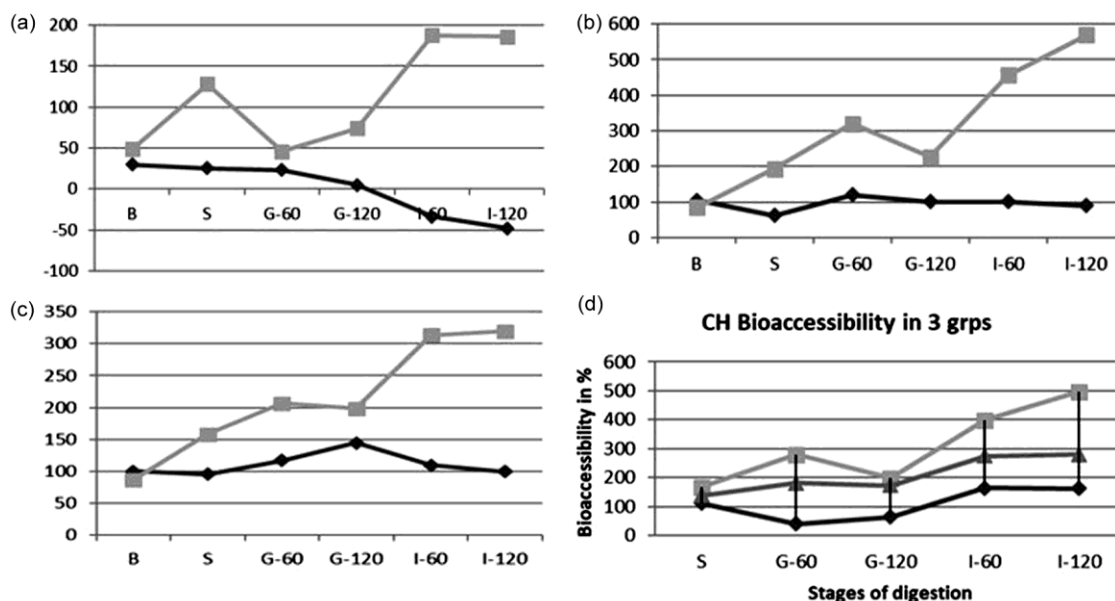 (a)
200
150
100
50
0
-50
-100
B S G-60 G-120 I-60 I-120
(b)
600
500
400
300
200
100
0
B S G-60 G-120 I-60 I-120
(c)
350
300
250
200
150
100
50
0
B S G-60 G-120 I-60 I-120
(d)
CH Bioaccessibility in 3 grps
Bioaccessibility in %
600
500
400
300
200
100
0
S G-60 G-120 I-60 I-120
Stages of digestion